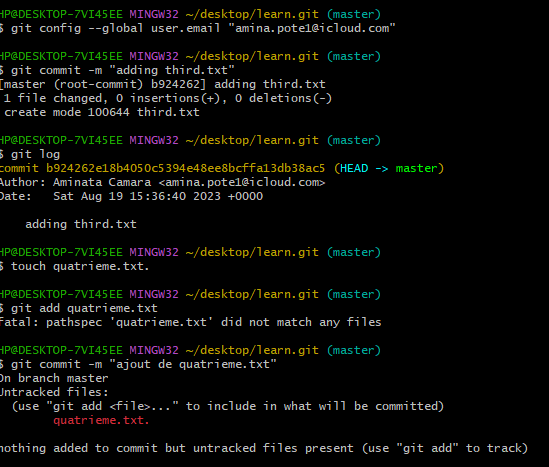 HP@DESKTOP-7VI45EE MINGW32 ~/desktop/learn.git (master)
$ git config --global user.email "amina.pote1@icloud.com"
HP@DESKTOP-7VI45EE MINGW32 ~/desktop/learn.git (master)
$ git commit -m "adding third.txt"
[master (root-commit) b924262] adding third.txt
1 file changed, 0 insertions(+), 0 deletions(-)
create mode 100644 third.txt
HP@DESKTOP-7VI45EE MINGW32 ~/desktop/learn.git (master)
$ git log
commit b924262e18b4050c5394e48ee8bcffa13db38ac5 (HEAD -> master)
Author: Aminata Camara <amina.pote1@icloud.com>
Date:   Sat Aug 19 15:36:40 2023 +0000
adding third.txt
HP@DESKTOP-7VI45EE MINGW32 ~/desktop/learn.git (master)
$ touch quatrieme.txt.
HP@DESKTOP-7VI45EE MINGW32 ~/desktop/learn.git (master)
$ git add quatrieme.txt
fatal: pathspec 'quatrieme.txt' did not match any files
HP@DESKTOP-7VI45EE MINGW32 ~/desktop/learn.git (master)
$ git commit -m "ajout de quatrieme.txt"
On branch master
Untracked files:
(use "git add <file>..." to include in what will be committed)
quatrieme.txt.
nothing added to commit but untracked files present (use "git add" to track)